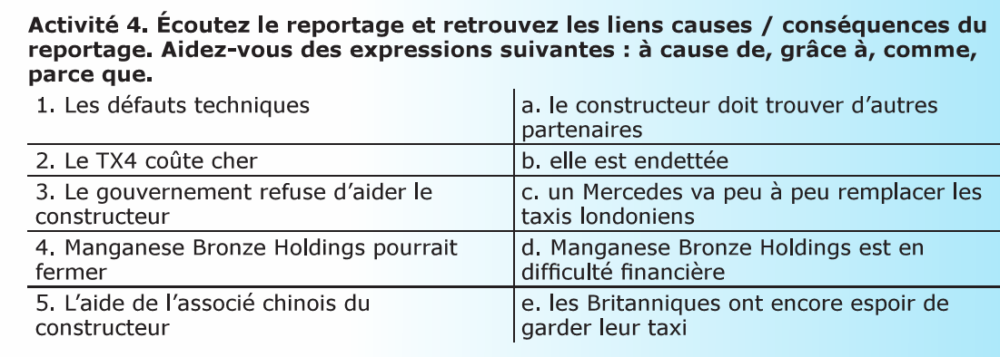 Activité 4. Écoutez le reportage et retrouvez les liens causes / conséquences du
reportage. Aidez-vous des expressions suivantes : à cause de, grâce à, comme,
parce que.
1. Les défauts techniques
a. le constructeur doit trouver d'autres
partenaires
2. Le TX4 coûte cher
b. elle est endettée
3. Le gouvernement refuse d'aider le
constructeur
c. un Mercedes va peu à peu remplacer les
taxis londoniens
4. Manganese Bronze Holdings pourrait
fermer
d. Manganese Bronze Holdings est en
difficulté financière
5. L'aide de l'associé chinois du
constructeur
e. les Britanniques ont encore espoir de
garder leur taxi